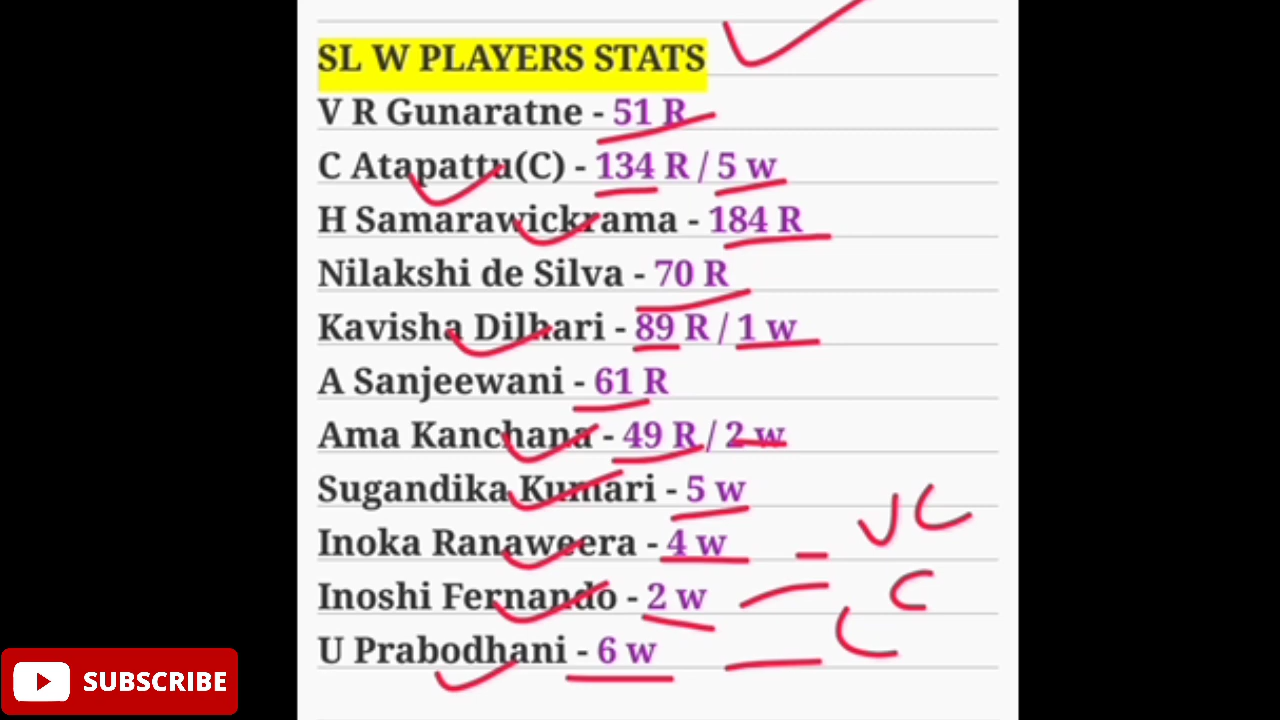 SL W PLAYERS STATS
V R Gunaratne - 51 R
C Atapattu(C) - 134 R / 5 w
H Samarawickrama - 184 R
Nilakshi de Silva - 70 R
Kavisha Dilhari - 89 R / 1 w
A Sanjeewani - 61 R
Ama Kanchana - 49 R / 2 w
Sugandika Kumari - 5 w
Inoka Ranaweera - 4 w
VC
Inoshi Fernando - 2 w
C
U Prabodhani - 6 w
C
SUBSCRIBE